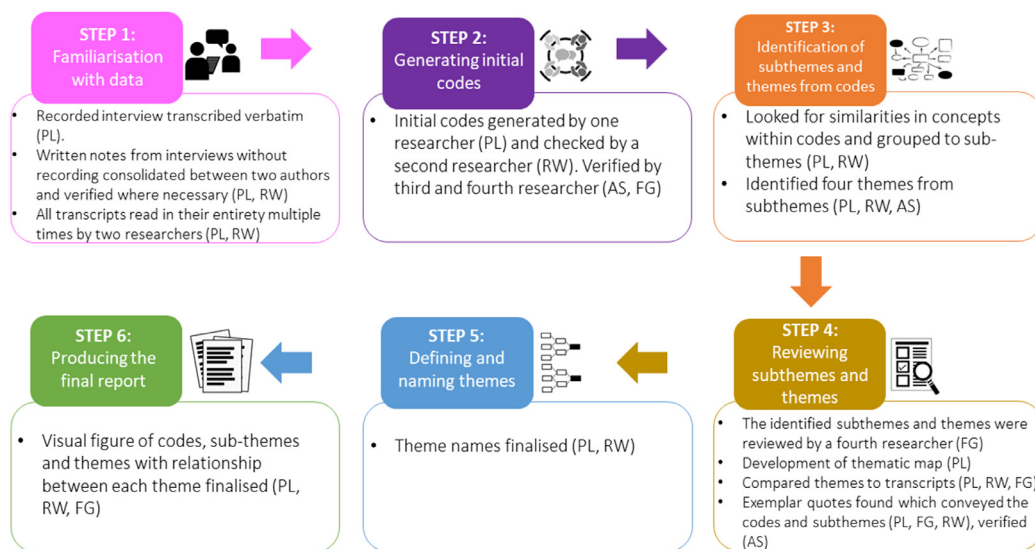 STEP 1:
Familiarisation
with data
• Recorded interview transcribed verbatim
(PL).
• Written notes from interviews without
recording consolidated between two authors
and verified where necessary (PL, RW)
• All transcripts read in their entirety multiple
times by two researchers (PL, RW)
STEP 2:
Generating initial
codes
• Initial codes generated by one
researcher (PL) and checked by
a second researcher (RW). Verified by
third and fourth researcher (AS, FG)
STEP 3:
Identification of
subthemes and
themes from codes
• Looked for similarities in concepts
within codes and grouped to sub-
themes (PL, RW)
• Identified four themes from
subthemes (PL, RW, AS)
STEP 4:
Reviewing
subthemes and
themes
• The identified subthemes and themes were
reviewed by a fourth researcher (FG)
• Development of thematic map (PL)
• Compared themes to transcripts (PL, RW, FG)
• Exemplar quotes found which conveyed the
codes and subthemes (PL, FG, RW), verified
(AS)
STEP 5:
Defining and
naming themes
• Theme names finalised (PL, RW)
STEP 6:
Producing the
final report
• Visual figure of codes, sub-themes
and themes with relationship
between each theme finalised (PL,
RW, FG)